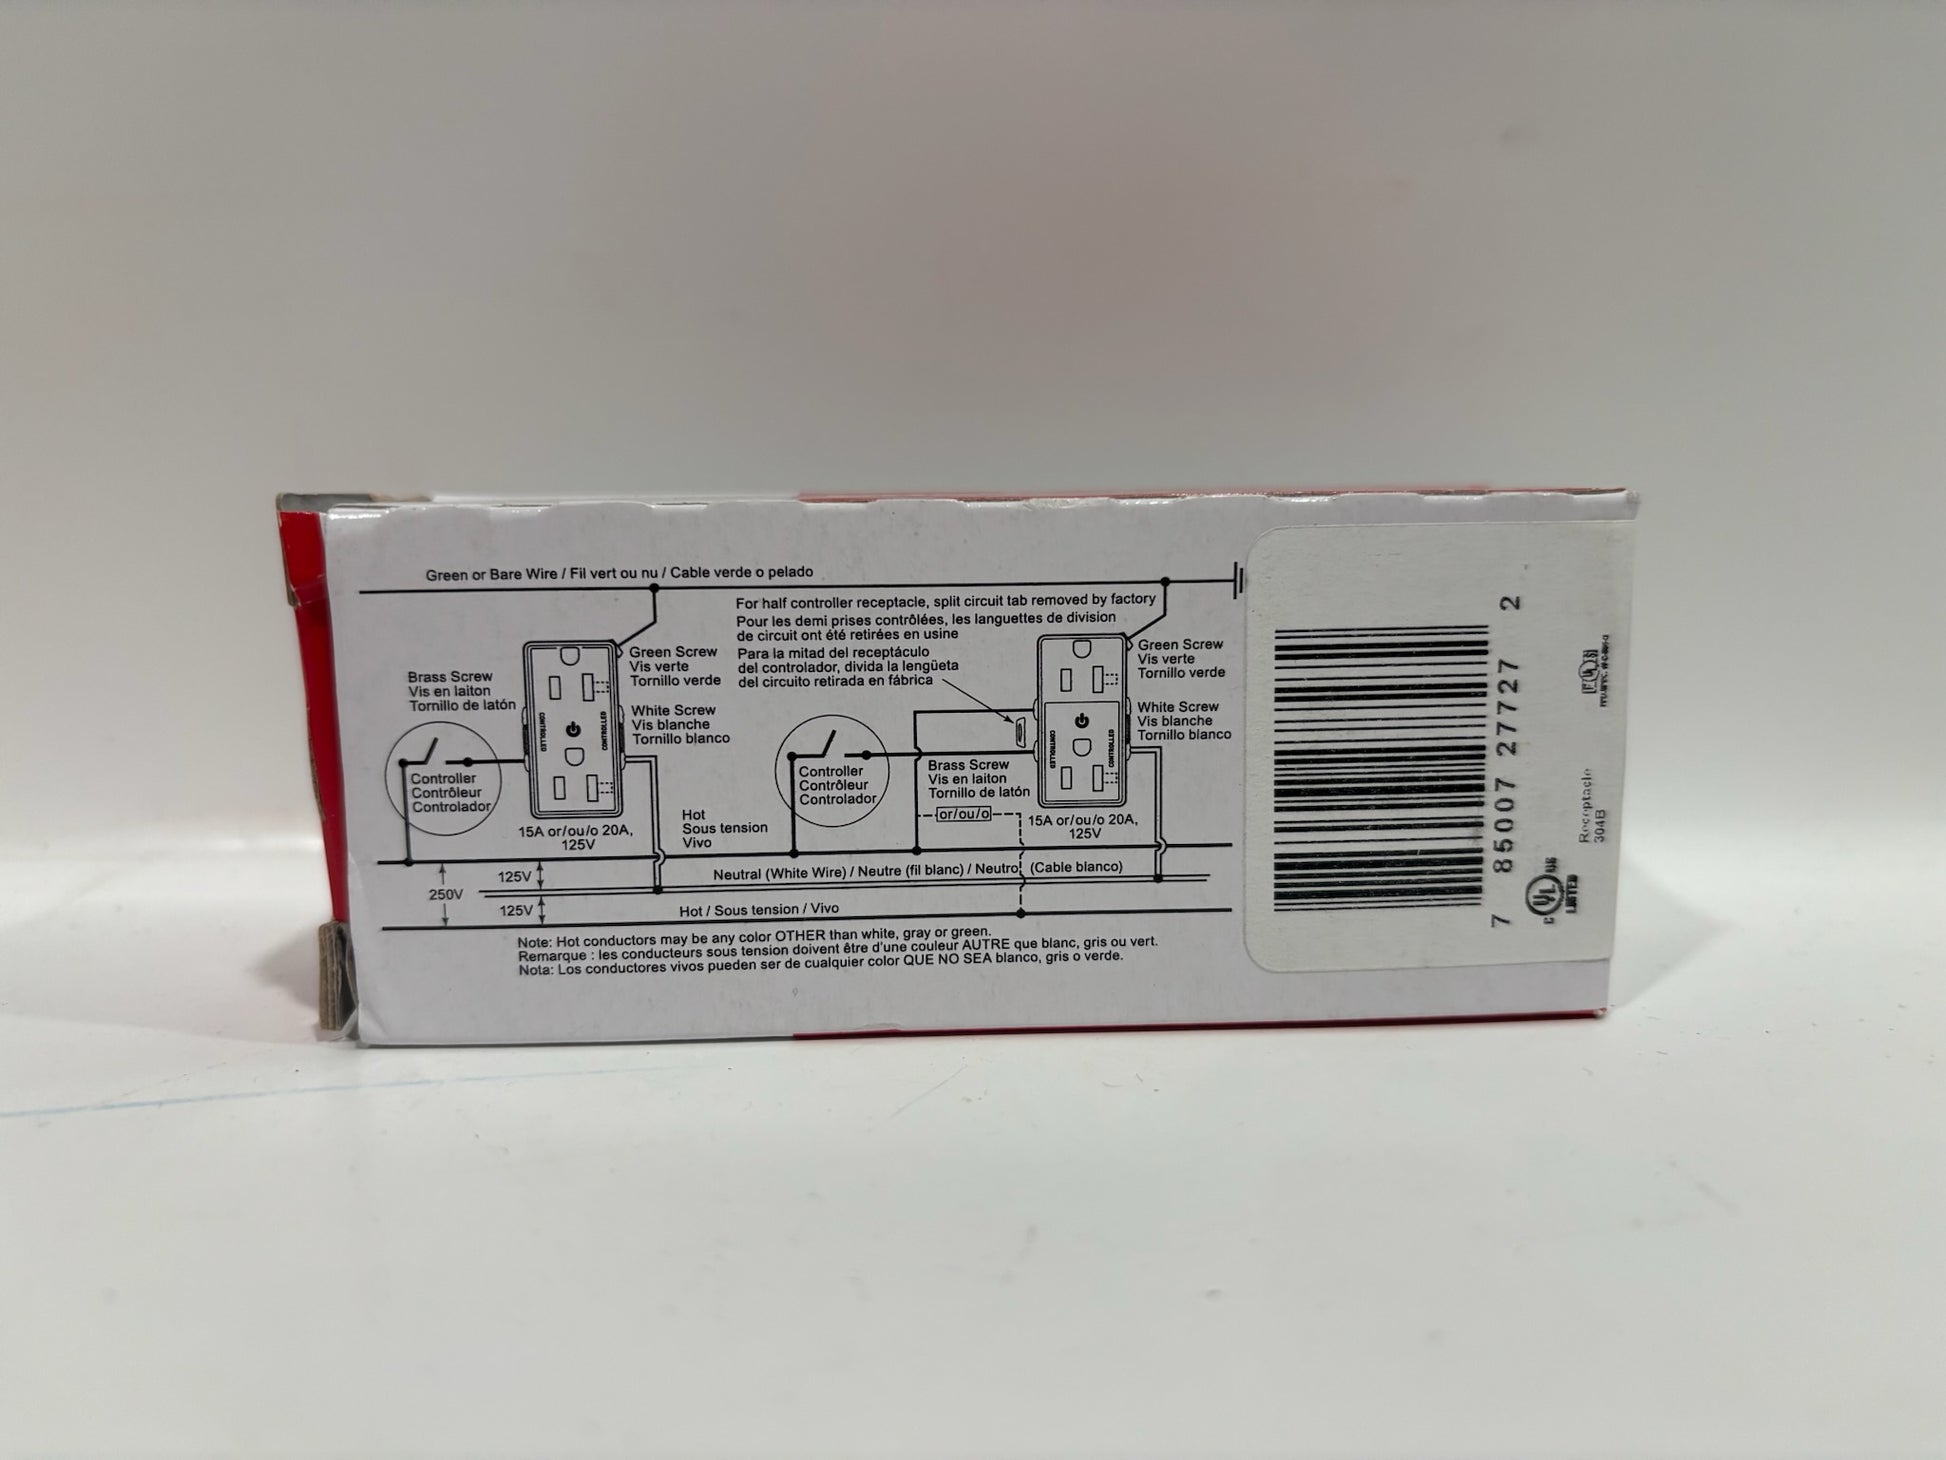 Green or Bare Wire / Fil vert ou nu / Cable verde o pelado
For half controller receptacle, split circuit tab removed by factory
Pour les demi prises contrôlées, les languettes de division
de circuit ont été retirées en usine
Para la mitad del receptáculo
del controlador, divida la lengüeta
del circuito retirada en fábrica
Brass Screw
Vis en laiton
Tornillo de latón
Green Screw
Vis verte
Tornillo verde
White Screw
Vis blanche
Tornillo blanco
CONTROLLED
CONTROLLED
Controller
Contrôleur
Controlador
15A or/ou/o 20A,
125V
Hot
Sous tension
Vivo
Controller
Contrôleur
Controlador
Brass Screw
Vis en laiton
Tornillo de latón
or/ou/o
Green Screw
Vis verte
Tornillo verde
White Screw
Vis blanche
Tornillo blanco
CONTROLLED
CONTROLLED
15A or/ou/o 20A,
125V
250V
125V
125V
Neutral (White Wire) / Neutre (fil blanc) / Neutro (Cable blanco)
Hot / Sous tension / Vivo
Note: Hot conductors may be any color OTHER than white, gray or green.
Remarque : les conducteurs sous tension doivent être d'une couleur AUTRE que blanc, gris ou vert.
Nota: Los conductores vivos pueden ser de cualquier color QUE NO SEA blanco, gris o verde.
7 85007 27727 2
C UL US
LISTED
Receptacle
304B